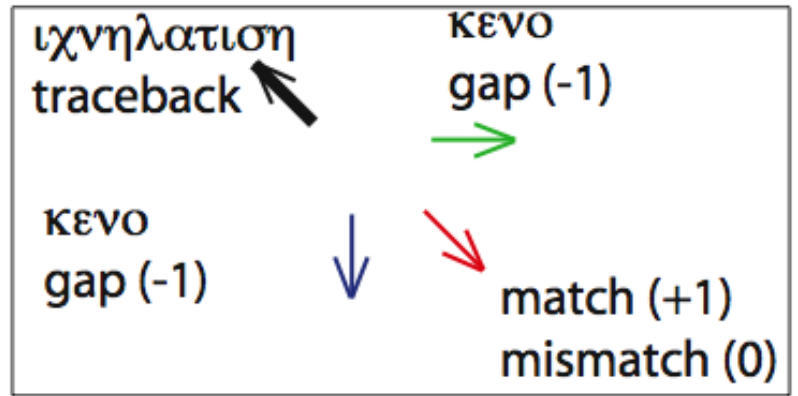 ιχνηλατιση
traceback
κενο
gap (-1)
κενο
gap (-1)
match (+1)
mismatch (0)